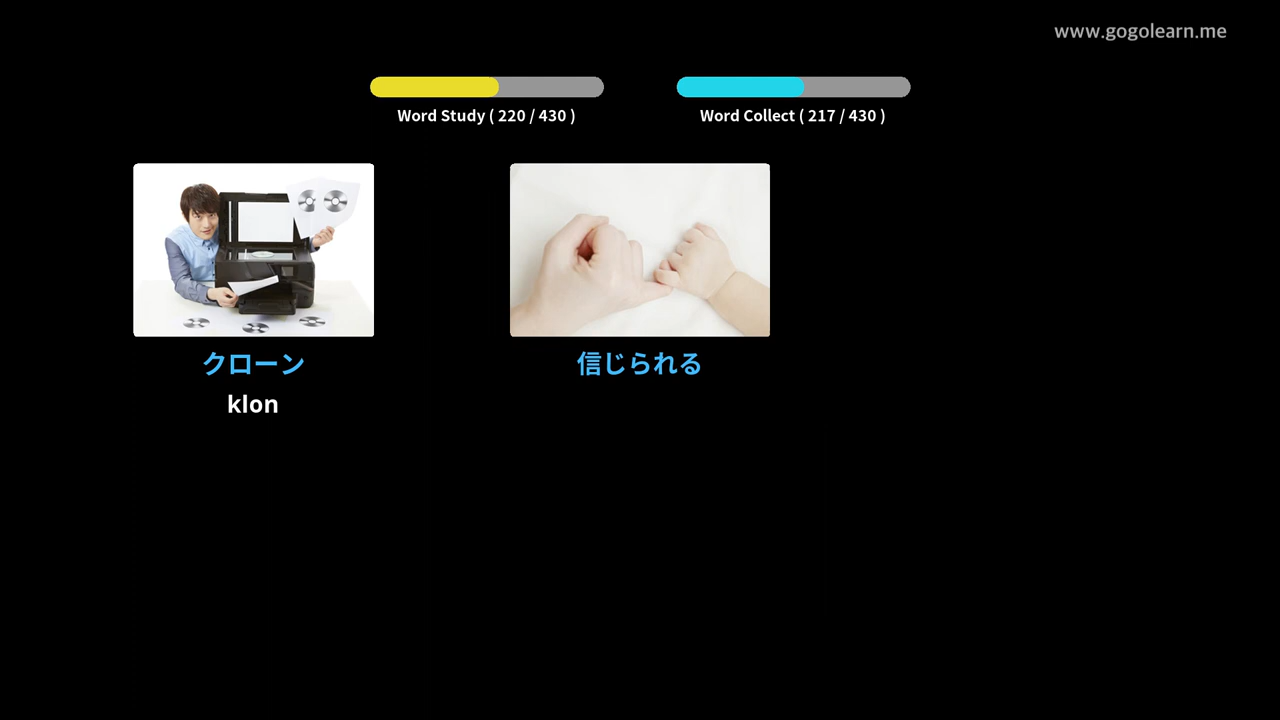 www.gogolearn.me
Word Study ( 220 / 430 )
Word Collect ( 217 / 430 )
クローン
klon
信じられる